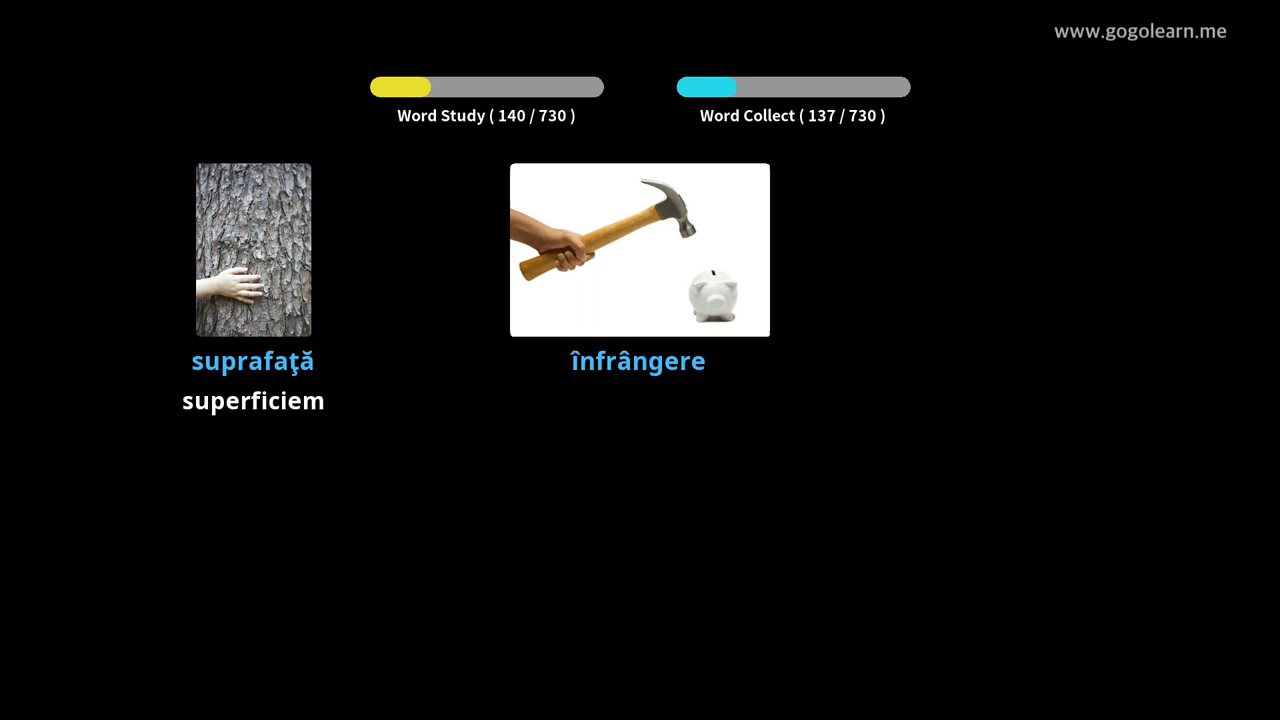 www.gogolearn.me
Word Study ( 140 / 730 )
Word Collect ( 137 / 730 )
suprafaţă
înfrângere
superficiem